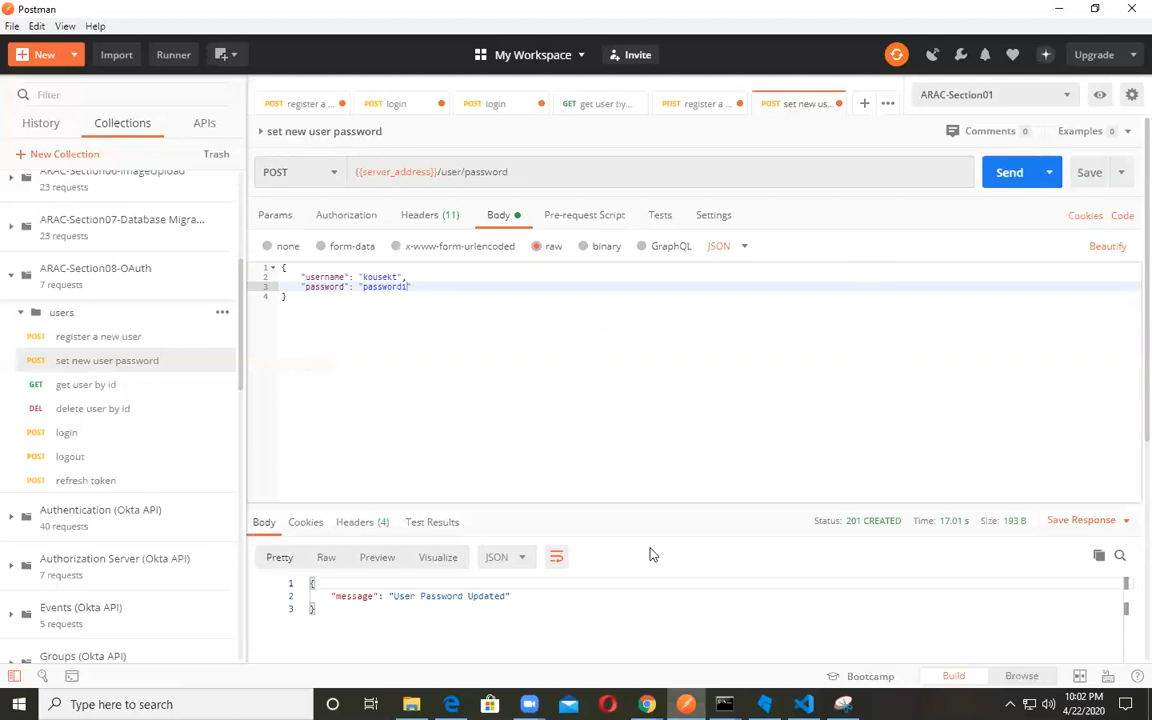 Postman
File Edit View Help
New Import Runner My Workspace Invite Upgrade
Filter
History Collections APIs
New Collection Trash
ARAC-Section06-ImageUpload
23 requests
ARAC-Section07-Database Migra...
23 requests
ARAC-Section08-OAuth
7 requests
users
POST register a new user
POST set new user password
GET get user by id
DEL delete user by id
POST login
POST logout
POST refresh token
Authentication (Okta API)
40 requests
Authorization Server (Okta API)
7 requests
Events (Okta API)
4 requests
Groups (Okta API)
POST register a ... POST login POST login GET get user by... POST register a ... POST set new us... ARAC-Section01
set new user password Comments 0 Examples 0
POST {{server_address}}/user/password Send Save
Params Authorization Headers (11) Body Pre-request Script Tests Settings Cookies Code
none form-data x-www-form-urlencoded raw binary GraphQL JSON Beautify
1 {
2 "username": "kousekt",
3 "password": "passwordi"
4 }
Body Cookies Headers (4) Test Results Status: 201 CREATED Time: 17.01 s Size: 193 B Save Response
Pretty Raw Preview Visualize JSON
1 {
2 "message": "User Password Updated"
3 }
Bootcamp Build Browse
Type here to search
10:02 PM
4/22/2020